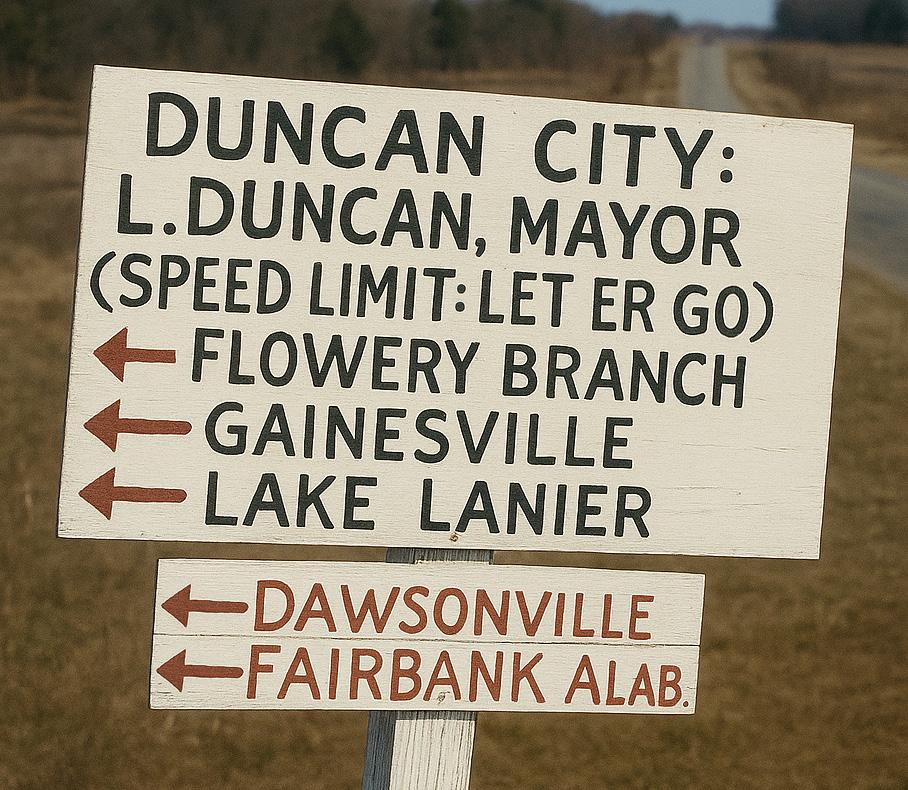 DUNCAN CITY:
L. DUNCAN, MAYOR
(SPEED LIMIT: LET ER GO)
← FLOWERY BRANCH
← GAINESVILLE
← LAKE LANIER
← DAWSONVILLE
← FAIRBANK ALAB.